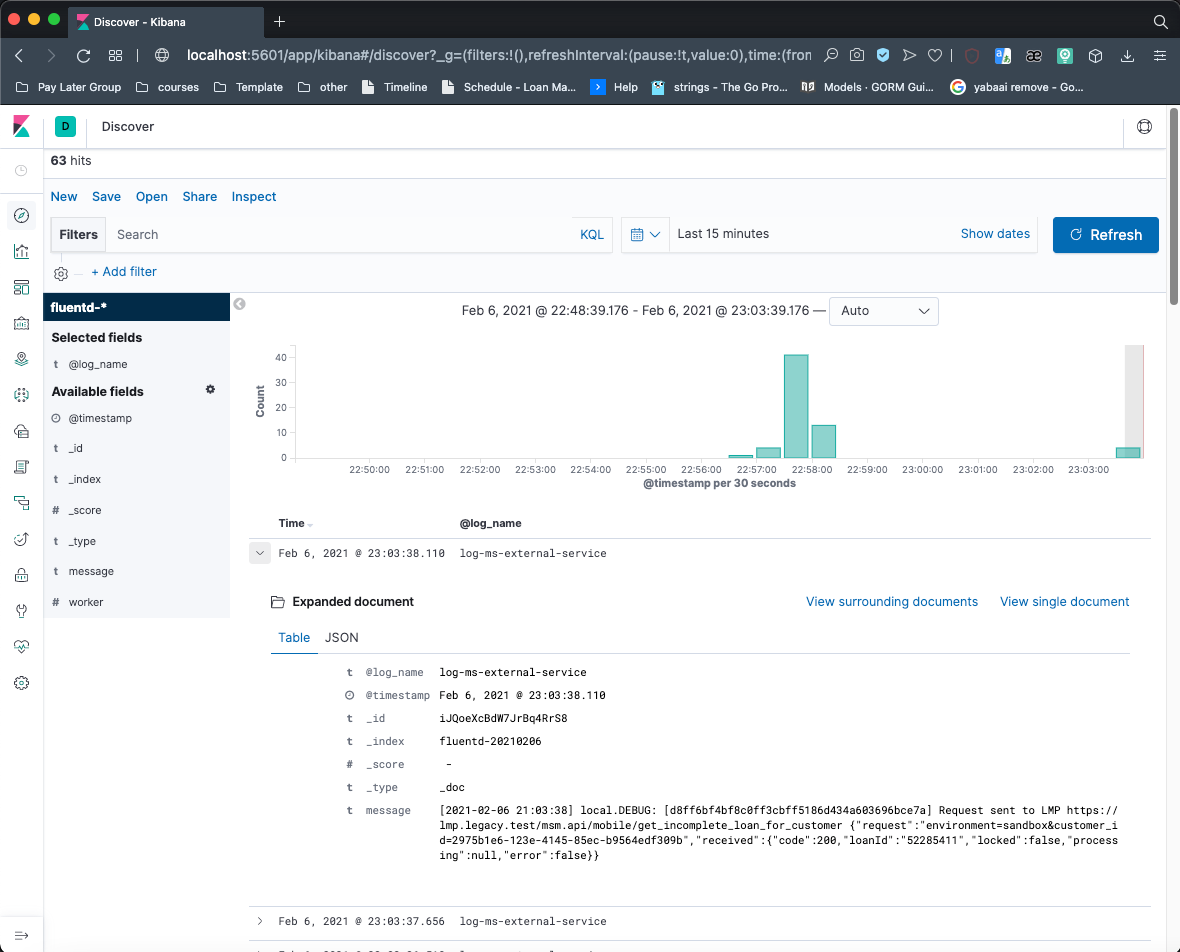 Discover - Kibana
localhost:5601/app/kibana#/discover?_g=(filters:!(),refreshInterval:(pause:!t,value:0),time:(from
Pay Later Group courses Template other Timeline Schedule - Loan Ma... Help strings - The Go Pro... Models · GORM Gui... yabaai remove - Go...
D Discover
63 hits
New Save Open Share Inspect
Filters Search KQL Last 15 minutes Show dates Refresh
+ Add filter
fluentd-*
Feb 6, 2021 @ 22:48:39.176 - Feb 6, 2021 @ 23:03:39.176 — Auto
Selected fields
t @log_name
Available fields
@timestamp
t _id
t _index
# _score
t _type
t message
# worker
Count
40
30
20
10
0
22:50:00 22:51:00 22:52:00 22:53:00 22:54:00 22:55:00 22:56:00 22:57:00 22:58:00 22:59:00 23:00:00 23:01:00 23:02:00 23:03:00
@timestamp per 30 seconds
Time @log_name
Feb 6, 2021 @ 23:03:38.110 log-ms-external-service
Expanded document View surrounding documents View single document
Table JSON
t @log_name log-ms-external-service
@timestamp Feb 6, 2021 @ 23:03:38.110
t _id iJQoeXcBdW7JrBq4RrS8
t _index fluentd-20210206
# _score -
t _type _doc
t message [2021-02-06 21:03:38] local.DEBUG: [d8ff6bf4bf8c0ff3cbff5186d434a603696bce7a] Request sent to LMP https://
lmp.legacy.test/msm.api/mobile/get_incomplete_loan_for_customer {"request":"environment=sandbox&customer_i
d=2975b1e6-123e-4145-85ec-b9564edf309b","received":{"code":200,"loanId":"52285411","locked":false,"process
ing":null,"error":false}}
Feb 6, 2021 @ 23:03:37.656 log-ms-external-service